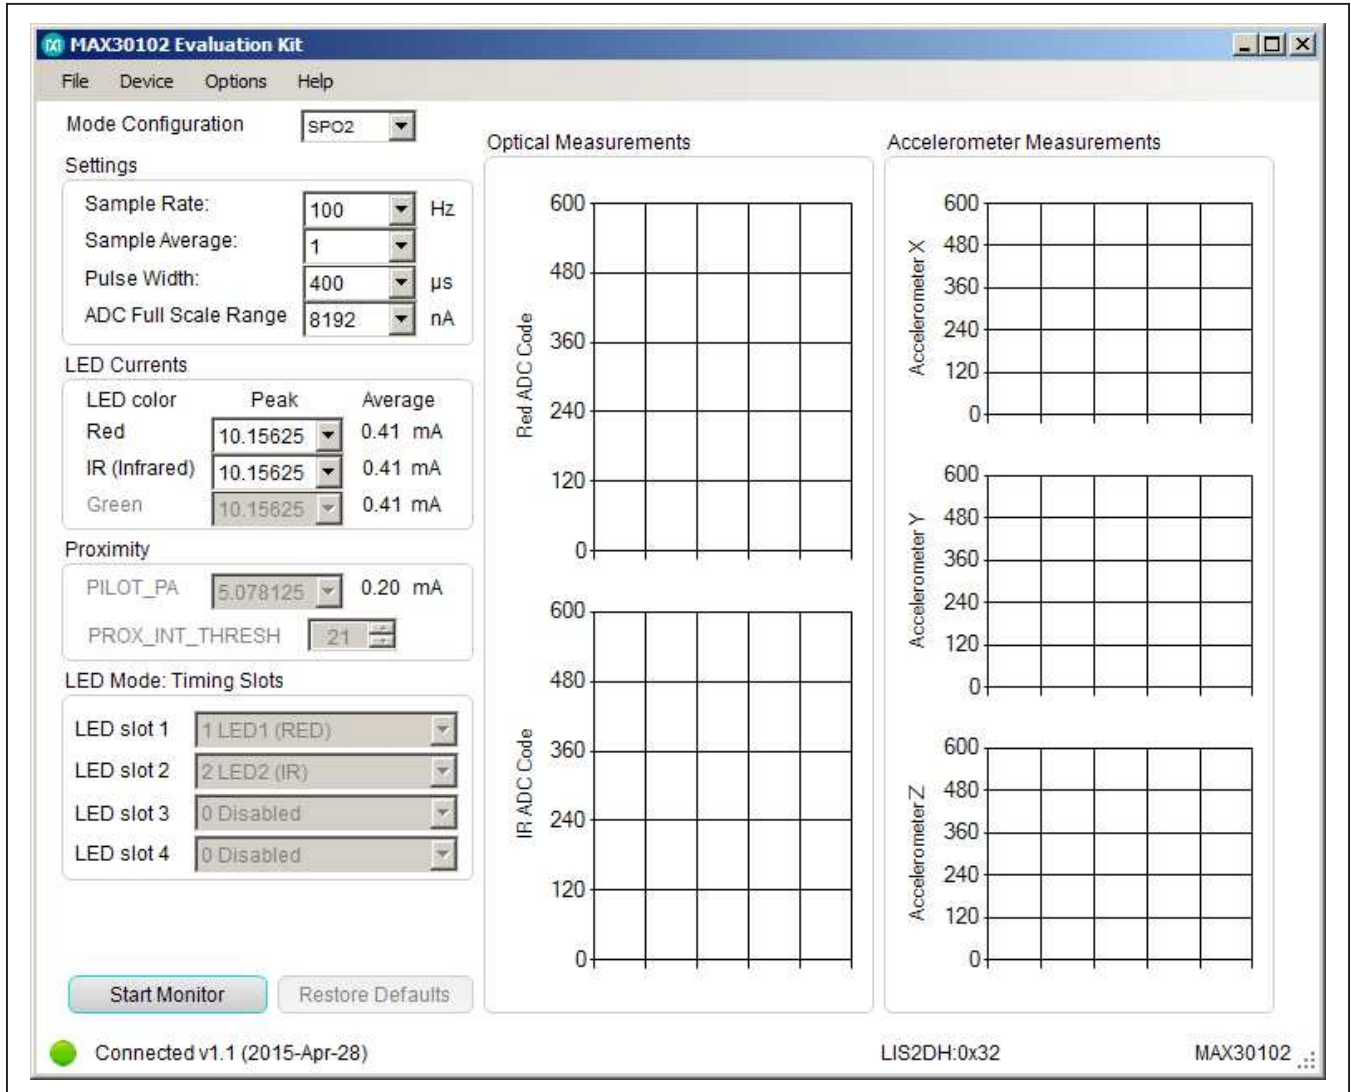 MAX30102 Evaluation Kit
File Device Options Help
Mode Configuration SPO2
Settings
Sample Rate: 100 Hz
Sample Average: 1
Pulse Width: 400 µs
ADC Full Scale Range 8192 nA
LED Currents
LED color Peak Average
Red 10.15625 0.41 mA
IR (Infrared) 10.15625 0.41 mA
Green 10.15625 0.41 mA
Proximity
PILOT_PA 5.078125 0.20 mA
PROX_INT_THRESH 21
LED Mode: Timing Slots
LED slot 1 1 LED1 (RED)
LED slot 2 2 LED2 (IR)
LED slot 3 0 Disabled
LED slot 4 0 Disabled
Start Monitor Restore Defaults
Optical Measurements
Red ADC Code
600
480
360
240
120
0
IR ADC Code
600
480
360
240
120
0
Accelerometer Measurements
Accelerometer X
600
480
360
240
120
0
Accelerometer Y
600
480
360
240
120
0
Accelerometer Z
600
480
360
240
120
0
Connected v1.1 (2015-Apr-28) LIS2DH:0x32 MAX30102